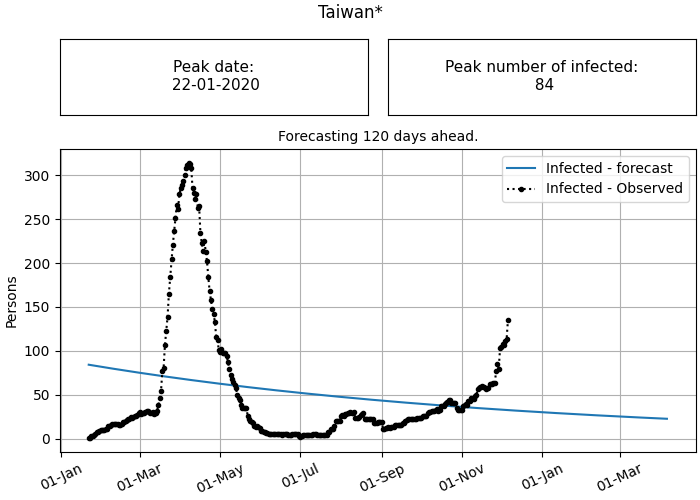 Taiwan*
Peak date:
22-01-2020
Peak number of infected:
84
Forecasting 120 days ahead.
Infected - forecast
Infected - Observed
Persons
300
250
200
150
100
50
0
01-Jan
01-Mar
01-May
01-Jul
01-Sep
01-Nov
01-Jan
01-Mar